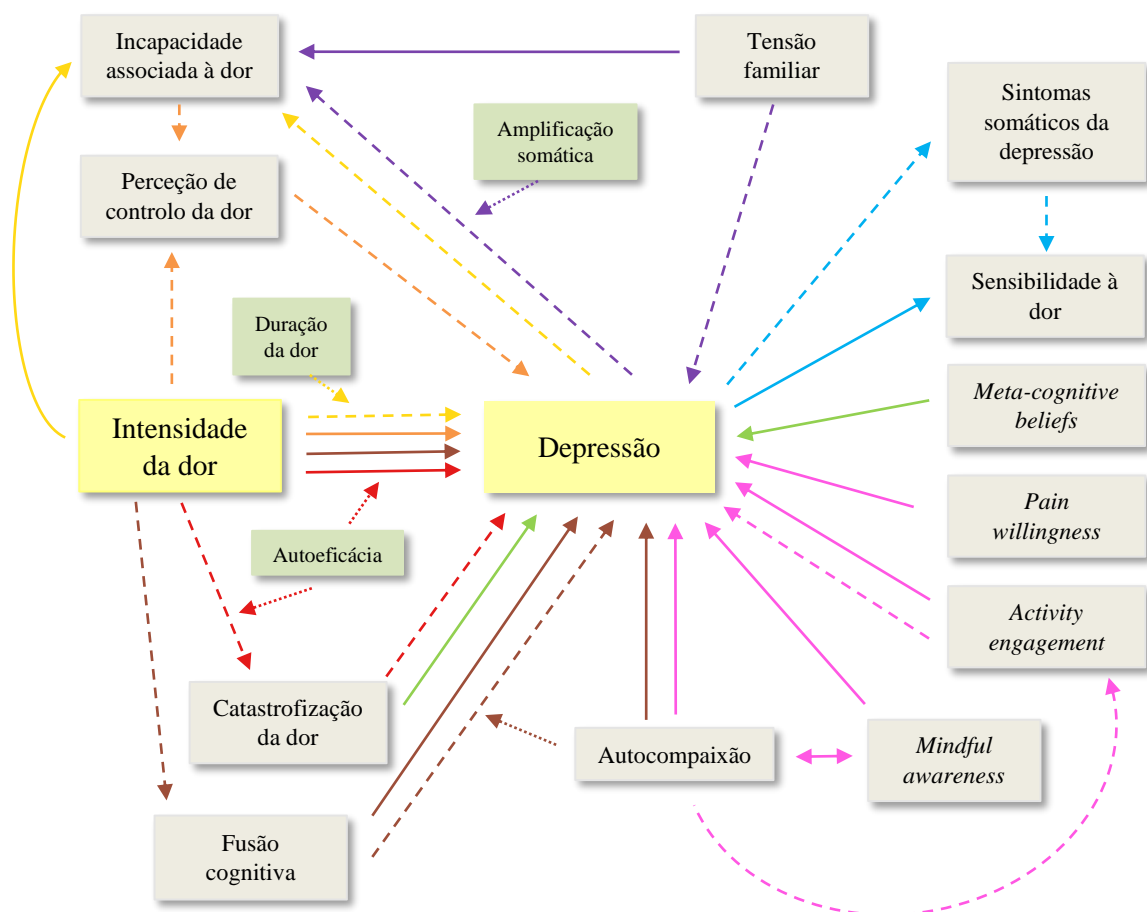 Incapacidade
associada à dor
Tensão
familiar
Sintomas
somáticos da
depressão
Amplificação
somática
Perceção de
controlo da dor
Sensibilidade à
dor
Duração
da dor
Meta-cognitive
beliefs
Intensidade
da dor
Depressão
Pain
willingness
Autoeficácia
Activity
engagement
Catastrofização
da dor
Autocompaixão
Mindful
awareness
Fusão
cognitiva